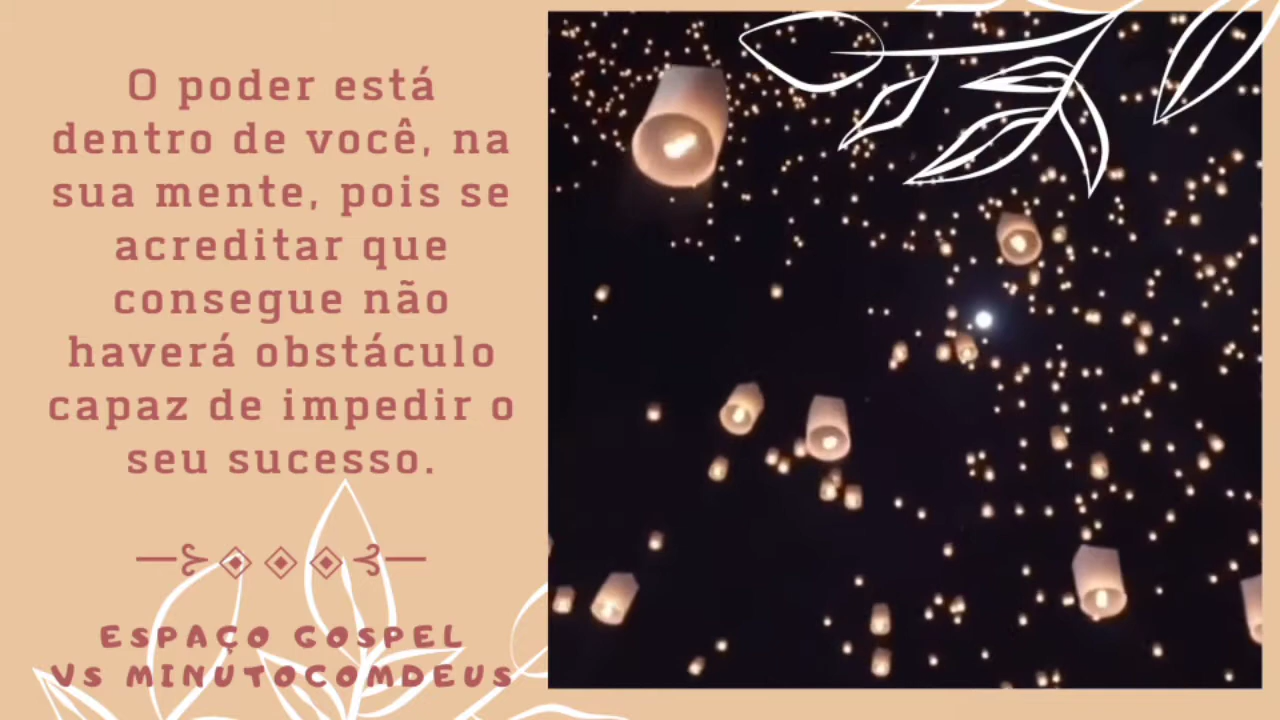 O poder está
dentro de você, na
sua mente, pois se
acreditar que
consegue não
haverá obstáculo
capaz de impedir o
seu sucesso.
ESPAÇO GOSPEL
Vs MINUTOCOMDEUS